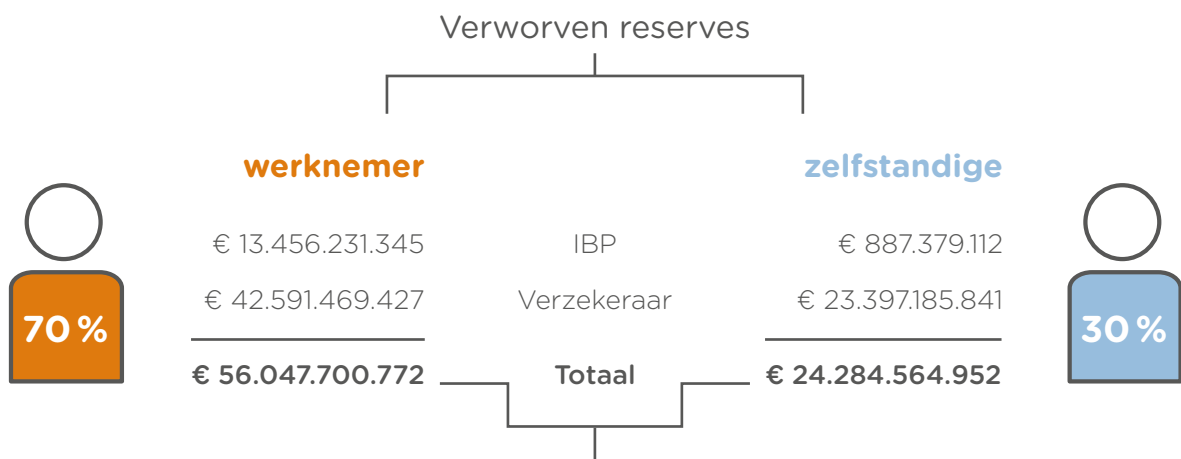 Verworven reserves
werknemer zelfstandige
€ 13.456.231.345 IBP € 887.379.112
€ 42.591.469.427 Verzekeraar € 23.397.185.841
70 % 30 %
€ 56.047.700.772 Totaal € 24.284.564.952